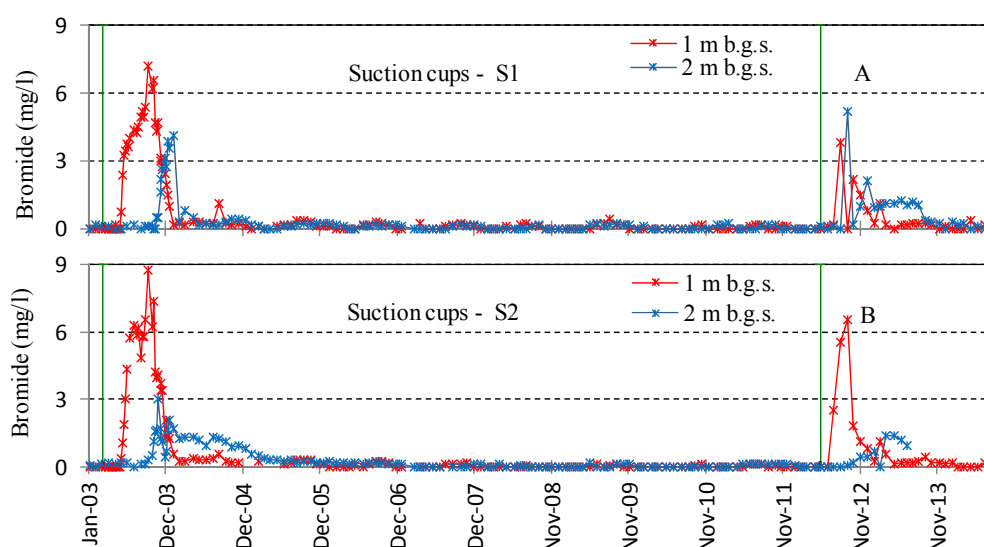 9
6
3
0
Bromide (mg/l)
Suction cups - S1
1 m b.g.s.
2 m b.g.s.
A
9
6
3
0
Bromide (mg/l)
Suction cups - S2
1 m b.g.s.
2 m b.g.s.
B
Jan-03
Dec-03
Dec-04
Dec-05
Dec-06
Dec-07
Nov-08
Nov-09
Nov-10
Nov-11
Nov-12
Nov-13